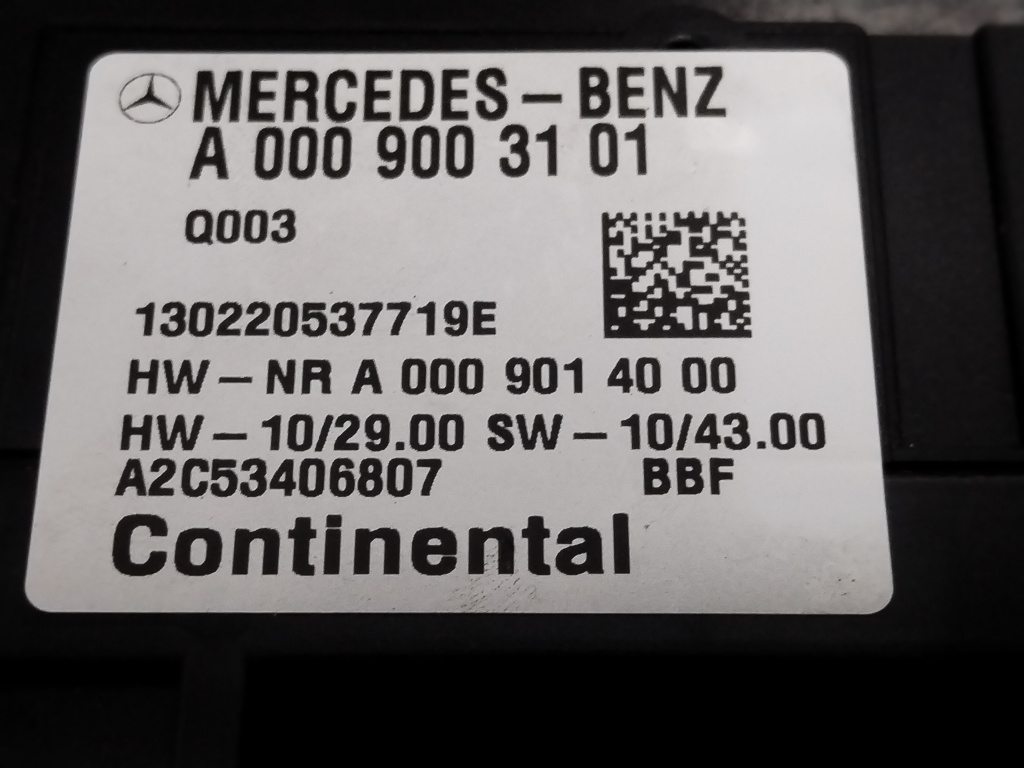 MERCEDES-BENZ
A 000 900 31 01
Q003
130220537719E
HW-NR A 000 901 40 00
HW-10/29.00 SW-10/43.00
A2C53406807 BBF
Continental